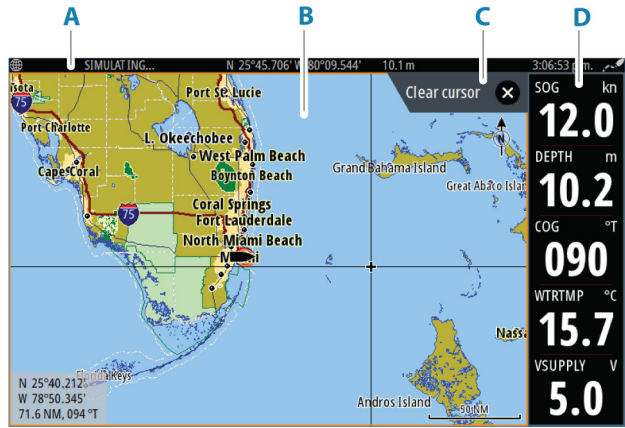 A
B
C
D
SIMULATING...
N 25°45.706' W 80°09.544'
10.1 m
3:06:53 p.m.
75
Port St. Lucie
Clear cursor
SOG kn
12.0
Port Charlotte
L. Okeechobee
West Palm Beach
Cape Coral
Boynton Beach
N
Grand Bahama Island
Great Abaco Islan
DEPTH m
10.2
Coral Springs
75
Fort Lauderdale
North Miami Beach
COG °T
090
WTRTMP °C
15.7
Nassa
VSUPPLY V
5.0
Florida Keys
N 25°40.212'
W 78°50.345'
71.6 NM, 094 °T
Andros Island
50 NM